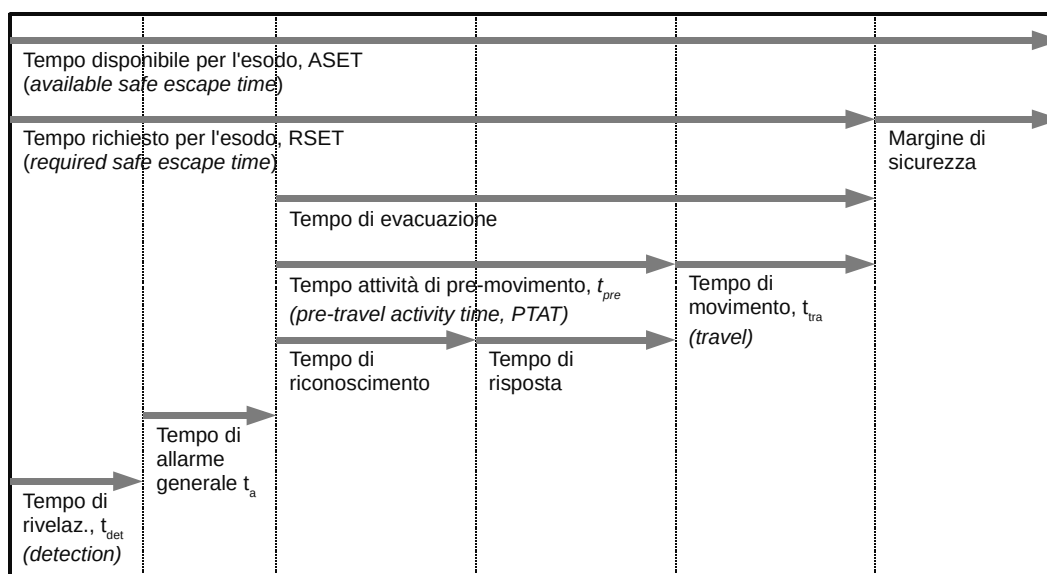 Tempo disponibile per l'esodo, ASET
(available safe escape time)
Tempo richiesto per l'esodo, RSET
(required safe escape time)
Margine di
sicurezza
Tempo di evacuazione
Tempo attività di pre-movimento, tpre
(pre-travel activity time, PTAT)
Tempo di
movimento, ttra
(travel)
Tempo di
riconoscimento
Tempo di
risposta
Tempo di
allarme
generale ta
Tempo di
rivelaz., tdet
(detection)